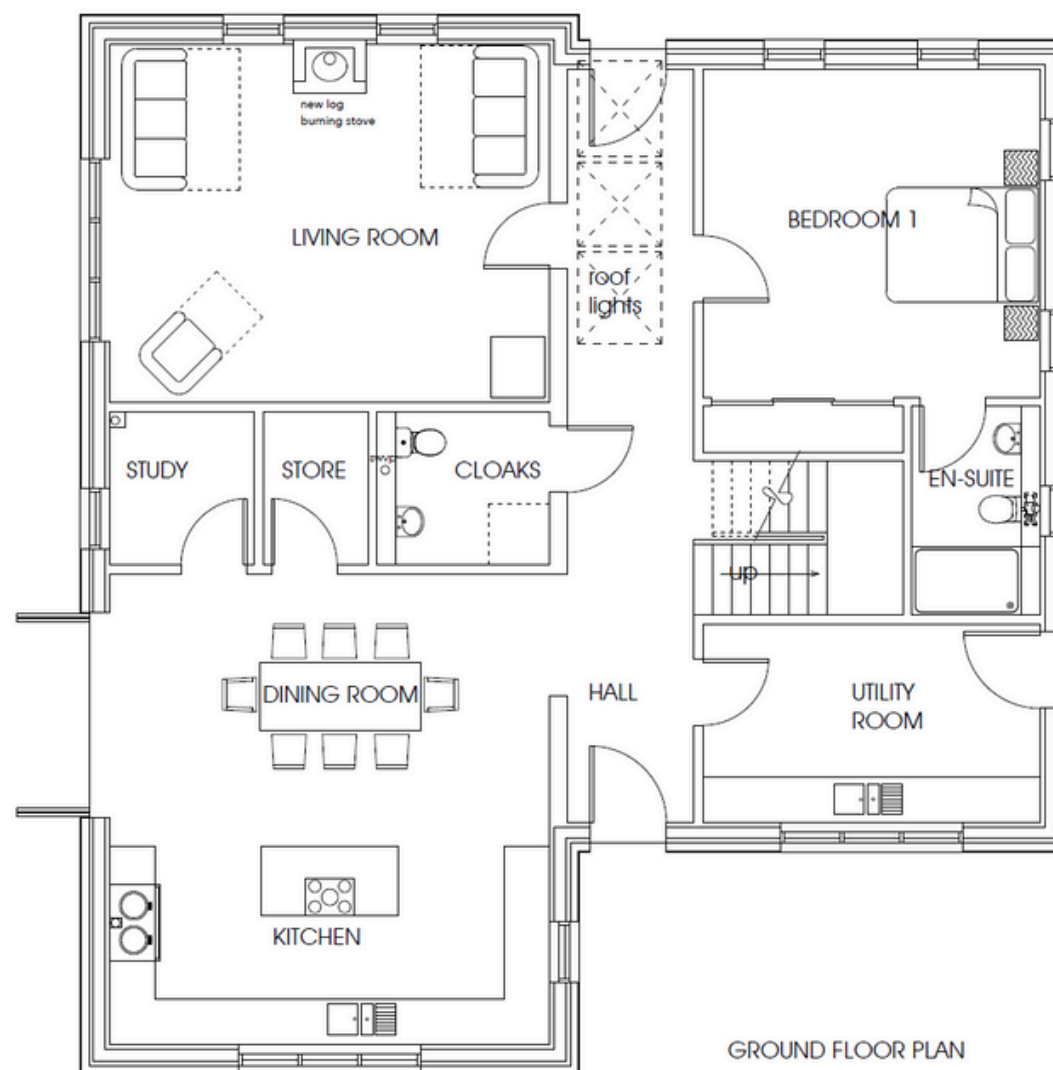 new log
burning stove
LIVING ROOM
BEDROOM 1
roof
lights
STUDY
STORE
CLOAKS
EN-SUITE
up
DINING ROOM
HALL
UTILITY
ROOM
KITCHEN
GROUND FLOOR PLAN